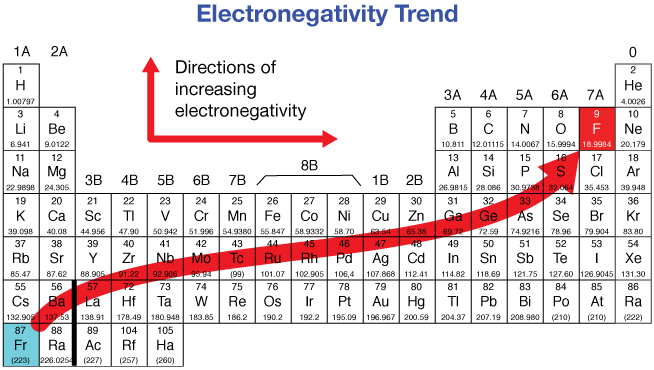 Electronegativity Trend
1A 2A 0
Directions of
increasing
electronegativity
1 2
H He
1.00797 4.0026
3A 4A 5A 6A 7A
3 4 5 6 7 8 9 10
Li Be B C N O F Ne
6.941 9.0122 10.811 12.01115 14.0067 15.9994 18.9984 20.179
11 12 13 14 15 16 17 18
Na Mg Al Si P S Cl Ar
22.9898 24.305 26.9815 28.086 30.9738 32.064 35.453 39.948
3B 4B 5B 6B 7B 8B 1B 2B
19 20 21 22 23 24 25 26 27 28 29 30 31 32 33 34 35 36
K Ca Sc Tl V Cr Mn Fe Co Ni Cu Zn Ga Ge As Se Br Kr
39.098 40.08 44.956 47.90 50.942 51.996 54.9380 55.847 58.9332 58.70 63.54 65.38 69.72 72.59 74.9216 78.96 79.904 83.80
37 38 39 40 41 42 43 44 45 46 47 48 49 50 51 52 53 54
Rb Sr Y Zr Nb Mo Tc Ru Rh Pd Ag Cd In Sn Sb Te I Xe
85.47 87.62 88.905 91.22 92.906 95.94 (99) 101.07 102.905 106,4 107.868 112.41 114.82 118.69 121.75 127.60 126.9045 131.30
55 56 57 72 73 74 75 76 77 78 79 80 81 82 83 84 85 86
Cs Ba La Hf Ta W Re Os Ir Pt Au Hg Tl Pb Bi Po At Ra
132.905 137.53 138.91 178.49 180.948 183.85 186.2 190.2 192.2 195.09 196.967 200.59 204.37 207.19 208.980 (210) (210) (222)
87 88 89 104 105
Fr Ra Ac Rf Ha
(223) 226.0254 (227) (257) (260)